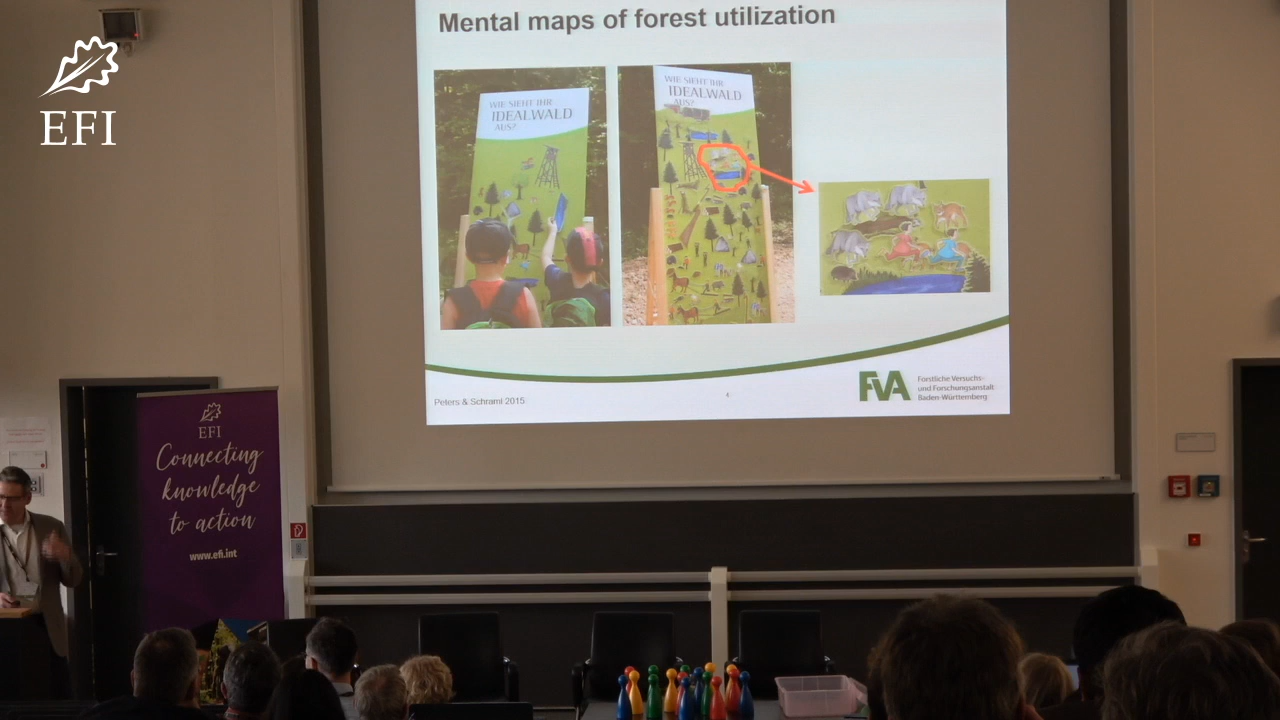 EFI
Mental maps of forest utilization
WIE SIEHT IHR
IDEALWALD
AUS?
WIE SIEHT IHR
IDEALWALD
AUS?
Peters & Schraml 2015
FVA
Forstliche Versuchs-
und Forschungsanstalt
Baden-Württemberg
EFI
Connecting
knowledge
to action
www.efi.int